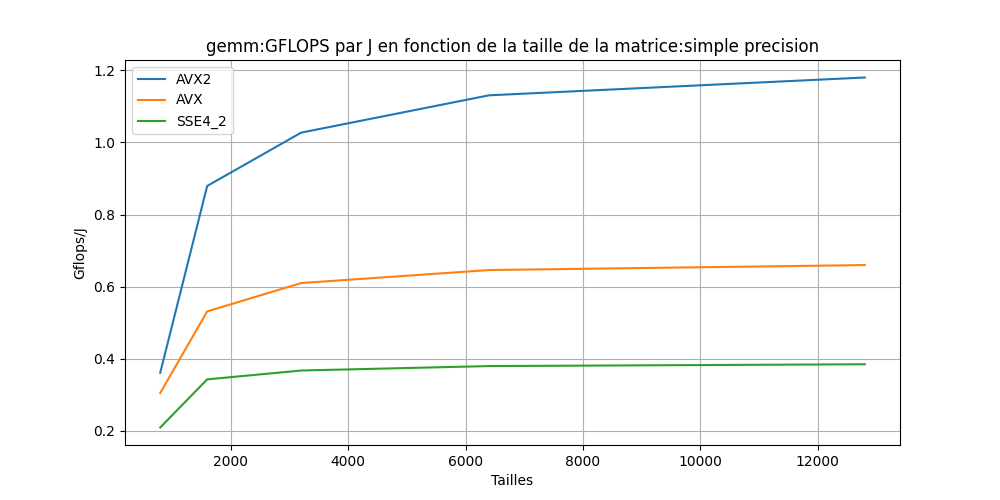 gemm:GFLOPS par J en fonction de la taille de la matrice:simple precision
AVX2
AVX
SSE4_2
1.2
1.0
0.8
0.6
0.4
0.2
Gflops/J
2000 4000 6000 8000 10000 12000
Tailles